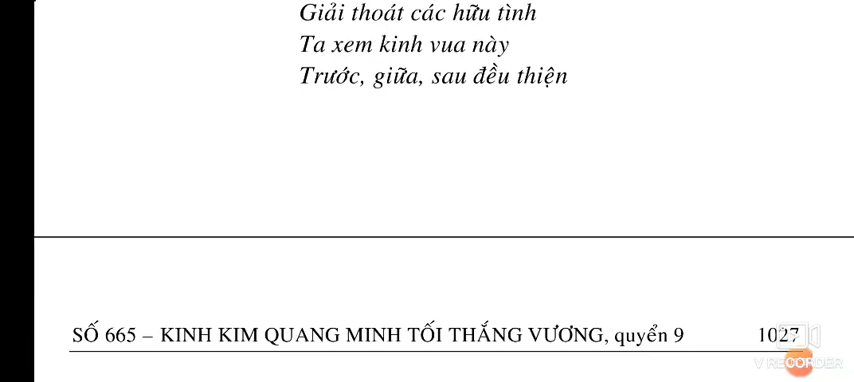 Giải thoát các hữu tình
Ta xem kinh vua này
Trước, giữa, sau đều thiện
SỐ 665 – KINH KIM QUANG MINH TỐI THẮNG VƯƠNG, quyển 9 1027
V RECORDER